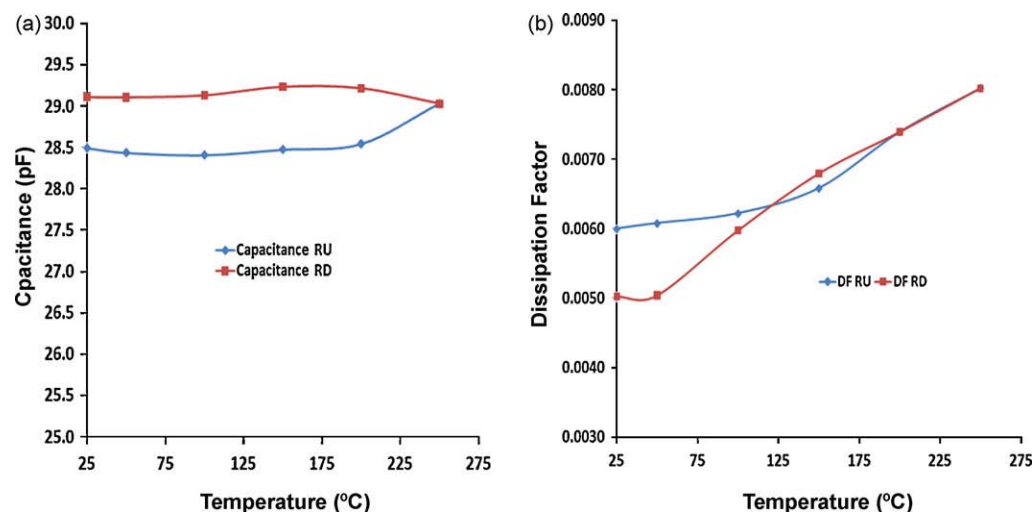 (a)
30.0
29.5
29.0
28.5
28.0
27.5
27.0
26.5
26.0
25.5
25.0
Cpacitance (pF)
Capacitance RU
Capacitance RD
25 75 125 175 225 275
Temperature (ºC)
(b)
0.0090
0.0080
0.0070
0.0060
0.0050
0.0040
0.0030
Dissipation Factor
DF RU DF RD
25 75 125 175 225 275
Temperature (ºC)